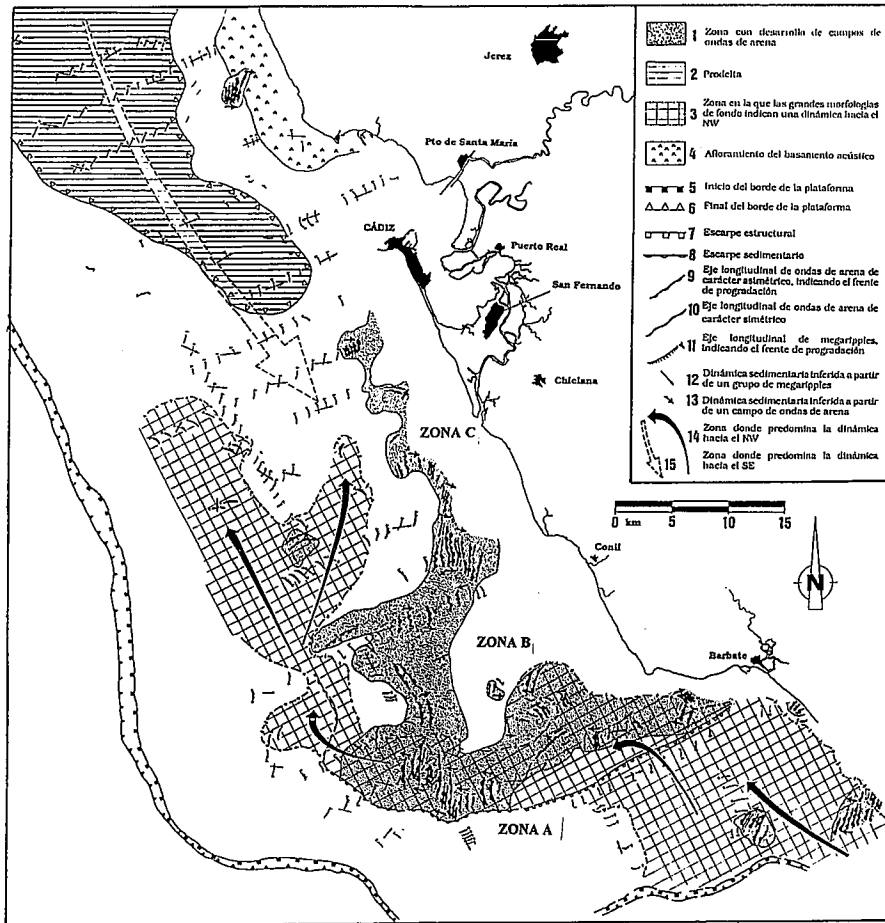 Jerez
Pto de Santa María
CÁDIZ
Puerto Real
San Fernando
Chiclana
ZONA C
Conil
ZONA B
Barbate
ZONA A
1 Zona con desarrollo de campos de
ondas de arena
2 Prodelta
3 Zona en la que las grandes morfologías
de fondo indican una dinámica hacia el
NW
4 Afloramiento del basamento acústico
5 Inicio del borde de la plataforma
6 Final del borde de la plataforma
7 Escarpe estructural
8 Escarpe sedimentario
9 Eje longitudinal de ondas de arena de
carácter asimétrico, indicando el frente
de progradación
10 Eje longitudinal de ondas de arena de
carácter simétrico
11 Eje longitudinal de megaripples,
indicando el frente de progradación
12 Dinámica sedimentaria inferida a partir
de un grupo de megaripples
13 Dinámica sedimentaria inferida a partir
de un campo de ondas de arena
14 Zona donde predomina la dinámica
hacia el NW
15 Zona donde predomina la dinámica
hacia el SE
0 5 10 15
km
N